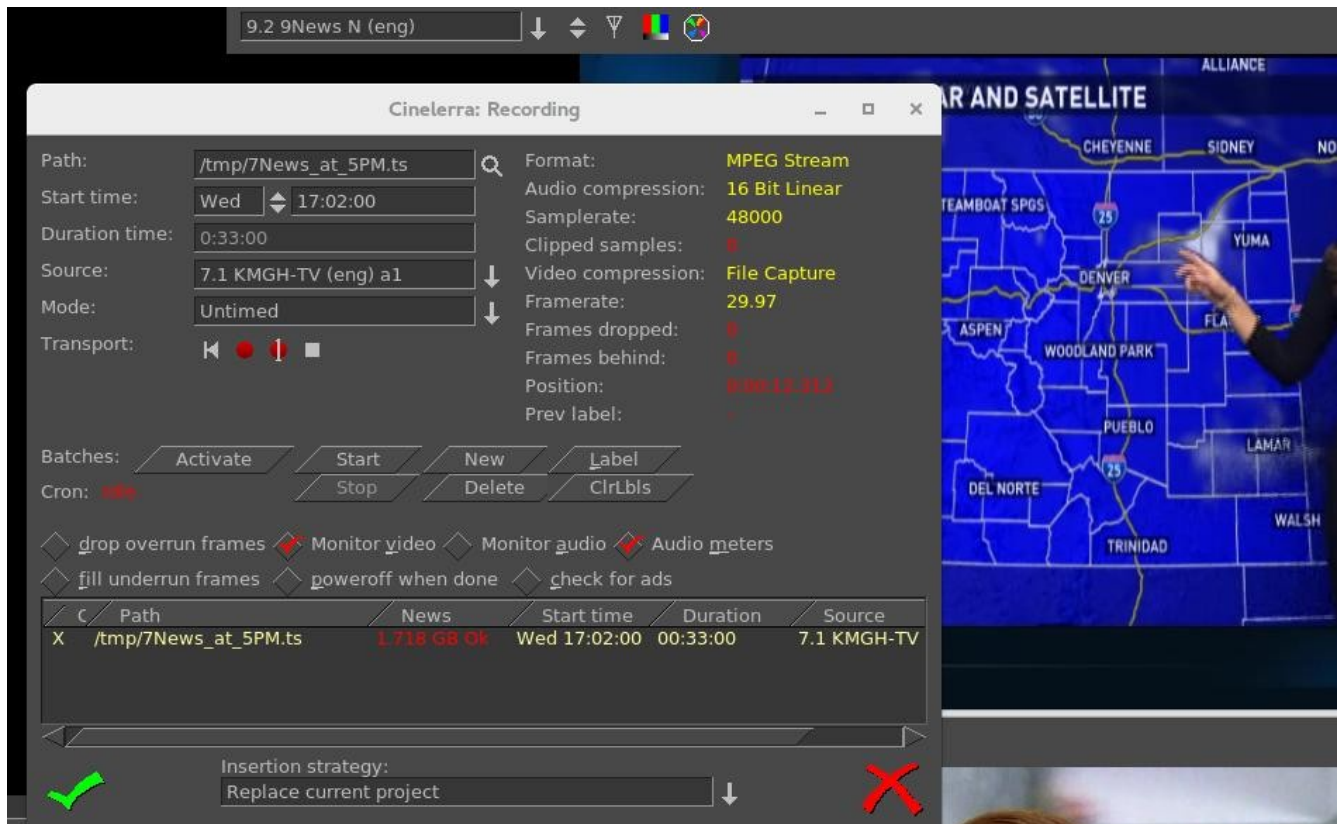 9.2 9News N (eng)
Cinelerra: Recording
Path: /tmp/7News_at_5PM.ts
Start time: Wed 17:02:00
Duration time: 0:33:00
Source: 7.1 KMGH-TV (eng) a1
Mode: Untimed
Transport:
Format: MPEG Stream
Audio compression: 16 Bit Linear
Samplerate: 48000
Clipped samples:
Video compression: File Capture
Framerate: 29.97
Frames dropped:
Frames behind:
Position:
Prev label: -
Batches: Activate Start New Label
Cron: Stop Delete ClrLbls
drop overrun frames Monitor video Monitor audio Audio meters
fill underrun frames poweroff when done check for ads
Path News Start time Duration Source
X /tmp/7News_at_5PM.ts 1.718 GB Ok Wed 17:02:00 00:33:00 7.1 KMGH-TV
Insertion strategy:
Replace current project
ALLIANCE
AND SATELLITE
CHEYENNE SIDNEY
SPGS
25
YUMA
DENVER
ASPEN
WOODLAND PARK
PUEBLO
LAMAR
25
DEL NORTE
WALSH
TRINIDAD